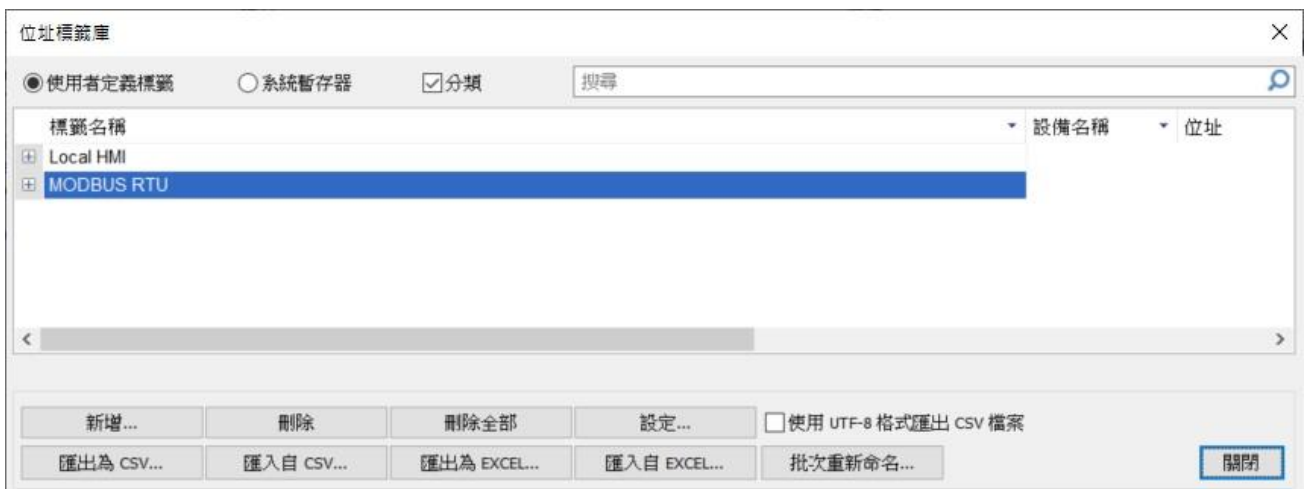 位址標籤庫
使用者定義標籤 系統暫存器 分類 搜尋
標籤名稱 設備名稱 位址
Local HMI
MODBUS RTU
新增... 刪除 刪除全部 設定... 使用 UTF-8 格式匯出 CSV 檔案
匯出為 CSV... 匯入自 CSV... 匯出為 EXCEL... 匯入自 EXCEL... 批次重新命名... 關閉